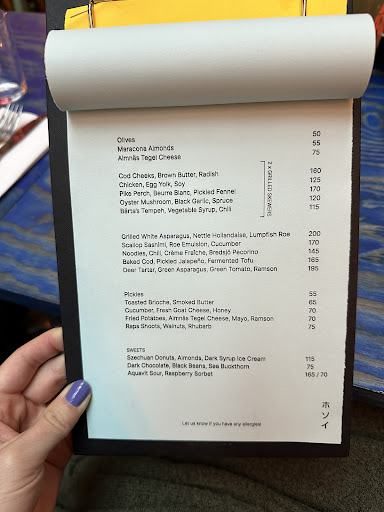 Olives 50
Maracona Almonds 55
Almnäs Tegel Cheese 75
Cod Cheeks, Brown Butter, Radish 160
Chicken, Egg Yolk, Soy 125
Pike Perch, Beurre Blanc, Pickled Fennel 170
Oyster Mushroom, Black Garlic, Spruce 120
Bärta's Tempeh, Vegetable Syrup, Chili 115
2 x GRILLED SKEWERS
Grilled White Asparagus, Nettle Hollandaise, Lumpfish Roe 200
Scallop Sashimi, Roe Emulsion, Cucumber 170
Noodles, Chili, Crème Fraîche, Bredsjö Pecorino 145
Baked Cod, Pickled Jalapeño, Fermented Tofu 165
Deer Tartar, Green Asparagus, Green Tomato, Ramson 195
Pickles 55
Toasted Brioche, Smoked Butter 65
Cucumber, Fresh Goat Cheese, Honey 70
Fried Potatoes, Almnäs Tegel Cheese, Mayo, Ramson 70
Raps Shoots, Walnuts, Rhubarb 75
SWEETS
Szechuan Donuts, Almonds, Dark Syrup Ice Cream 115
Dark Chocolate, Black Beans, Sea Buckthorn 75
Aquavit Sour, Raspberry Sorbet 165 / 70
ホソイ
Let us know if you have any allergies!